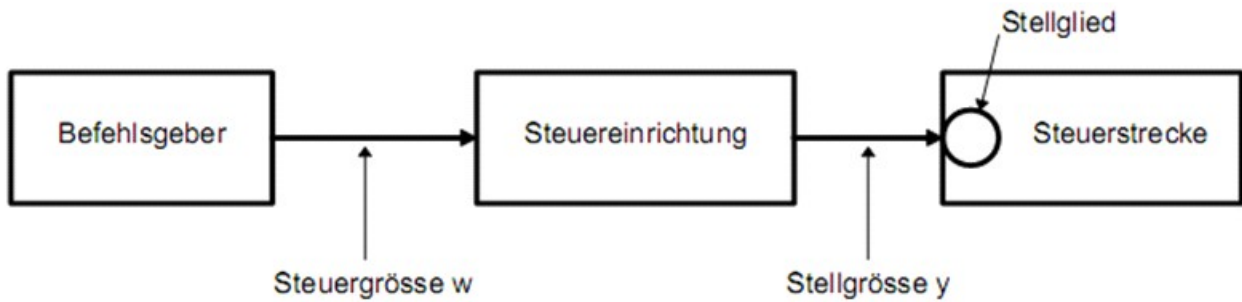 Stellglied
Befehlsgeber
Steuereinrichtung
Steuerstrecke
Steuergrösse w
Stellgrösse y